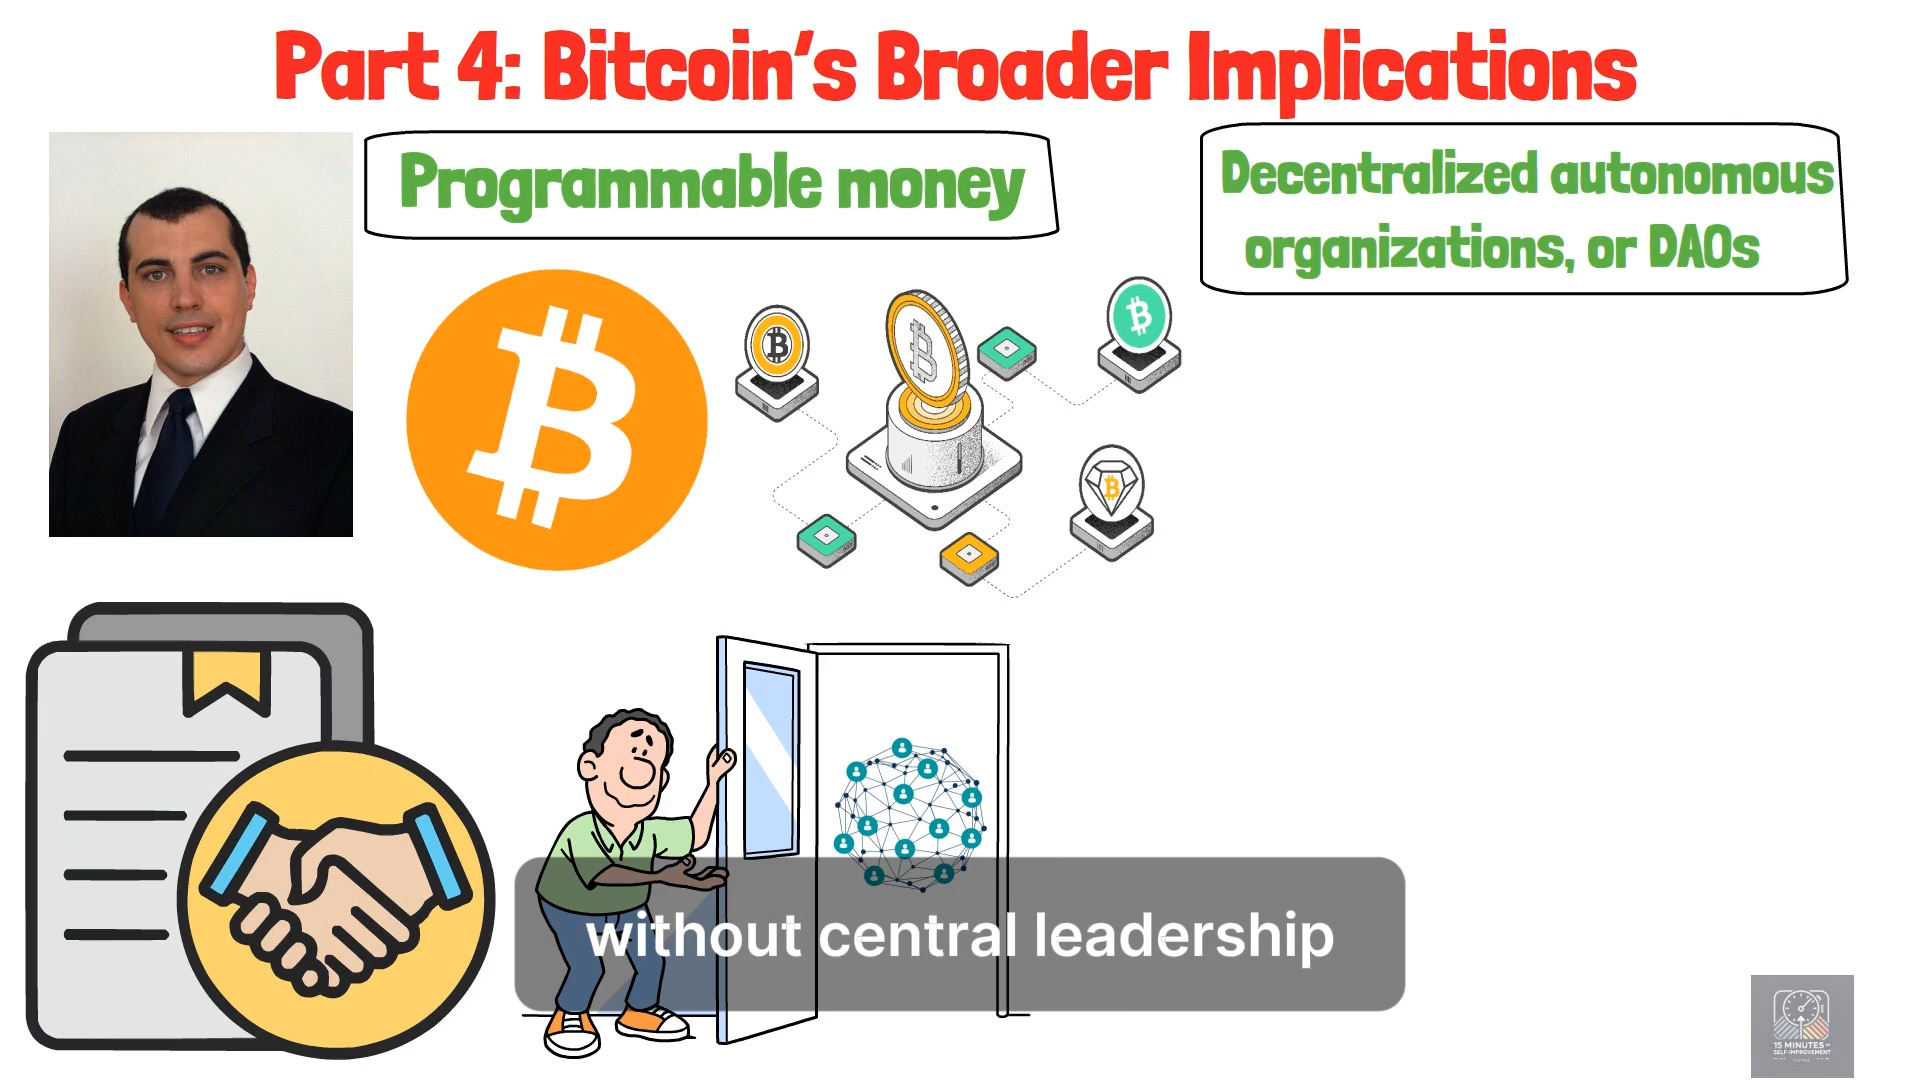 Part 4: Bitcoin's Broader Implications
Programmable money
Decentralized autonomous
organizations, or DAOs
without central leadership
15 MINUTES
SELF-IMPROVEMENT